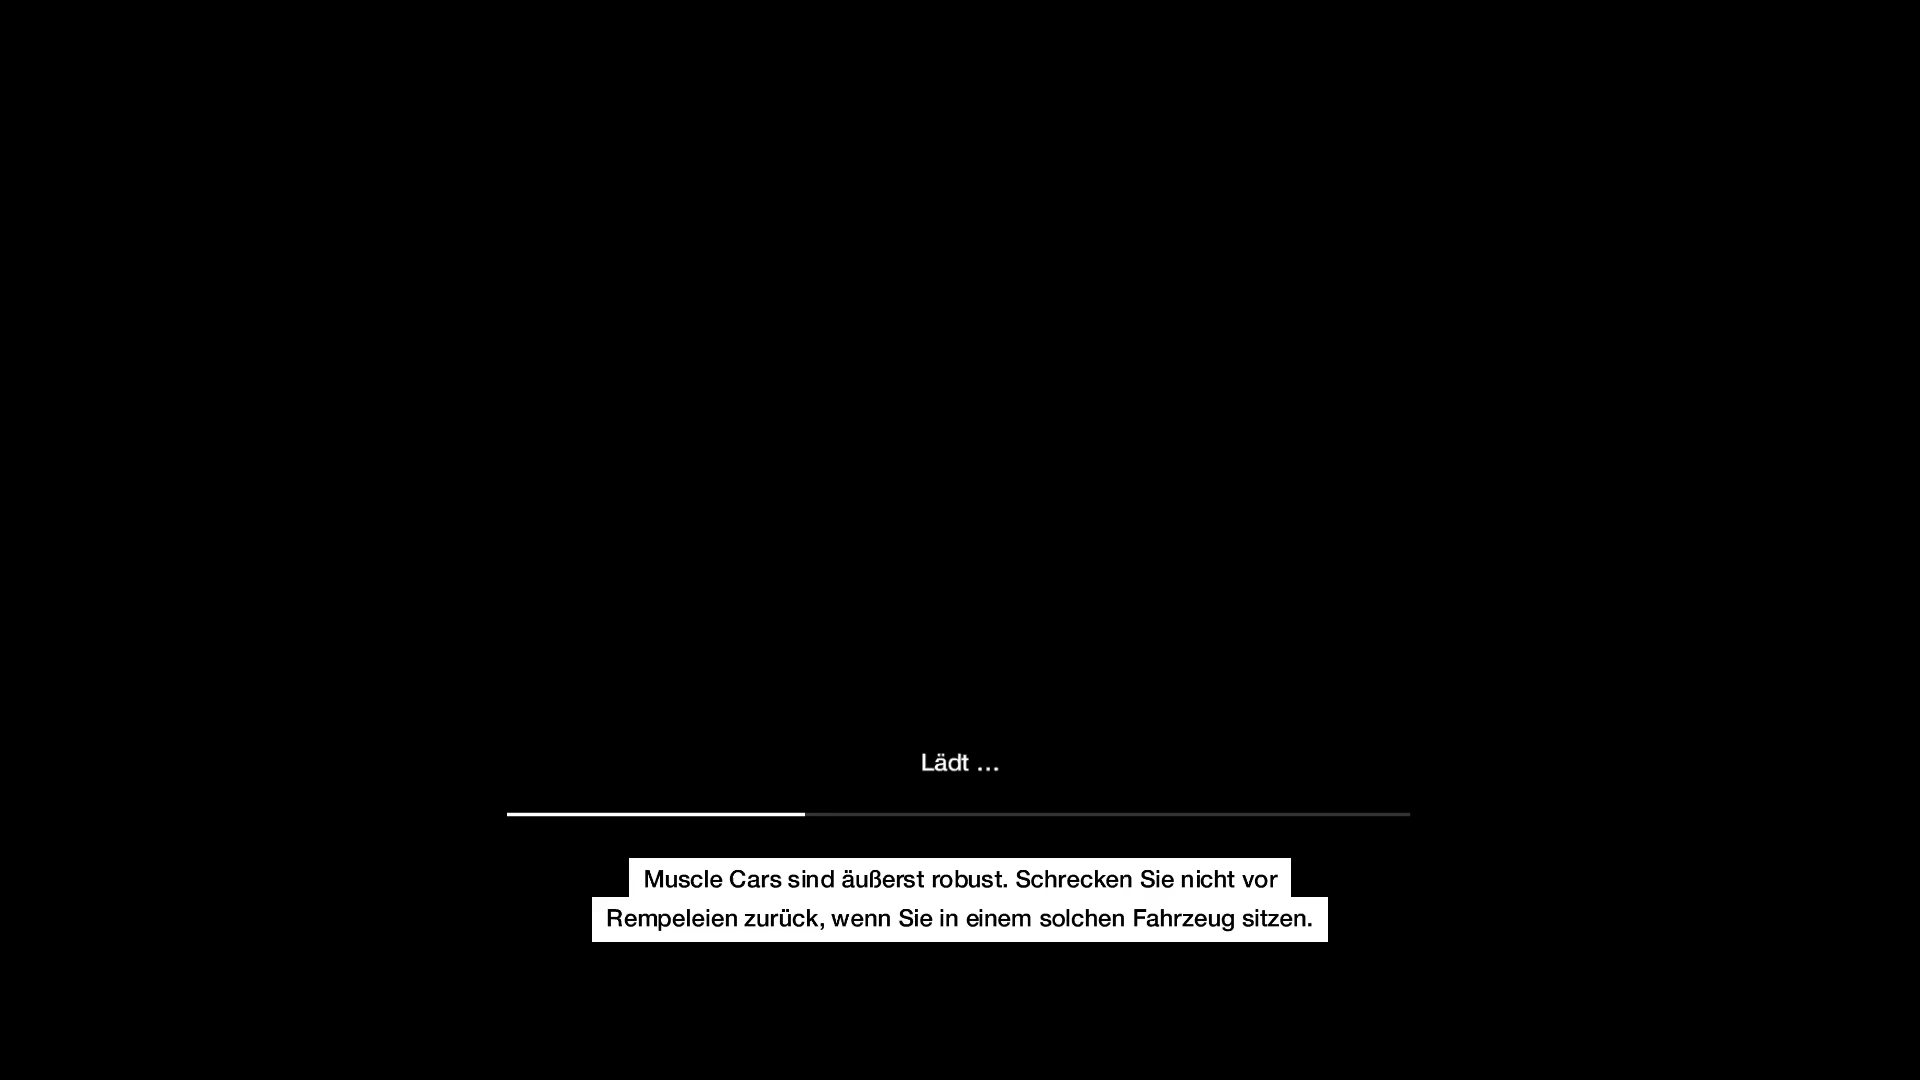 Lädt ...
Muscle Cars sind äußerst robust. Schrecken Sie nicht vor
Rempeleien zurück, wenn Sie in einem solchen Fahrzeug sitzen.